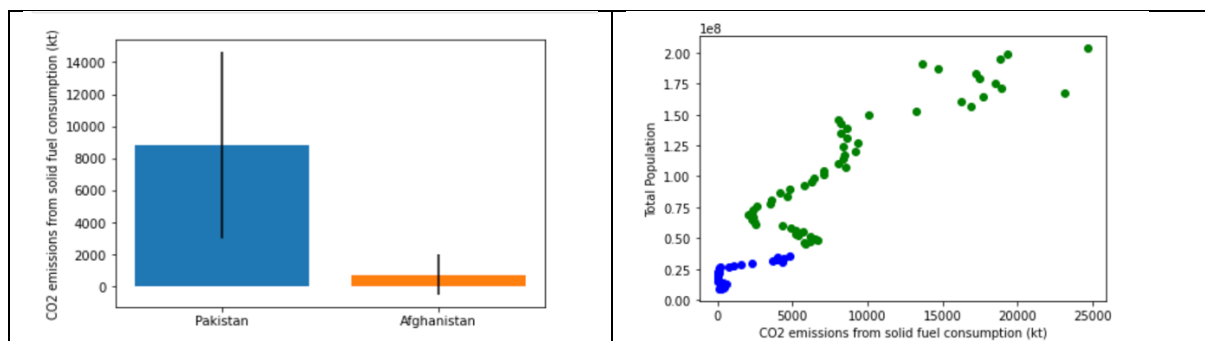 CO2 emissions from solid fuel consumption (kt)
14000
12000
10000
8000
6000
4000
2000
0
Pakistan Afghanistan
1e8
Total Population
2.00
1.75
1.50
1.25
1.00
0.75
0.50
0.25
0.00
0 5000 10000 15000 20000 25000
CO2 emissions from solid fuel consumption (kt)